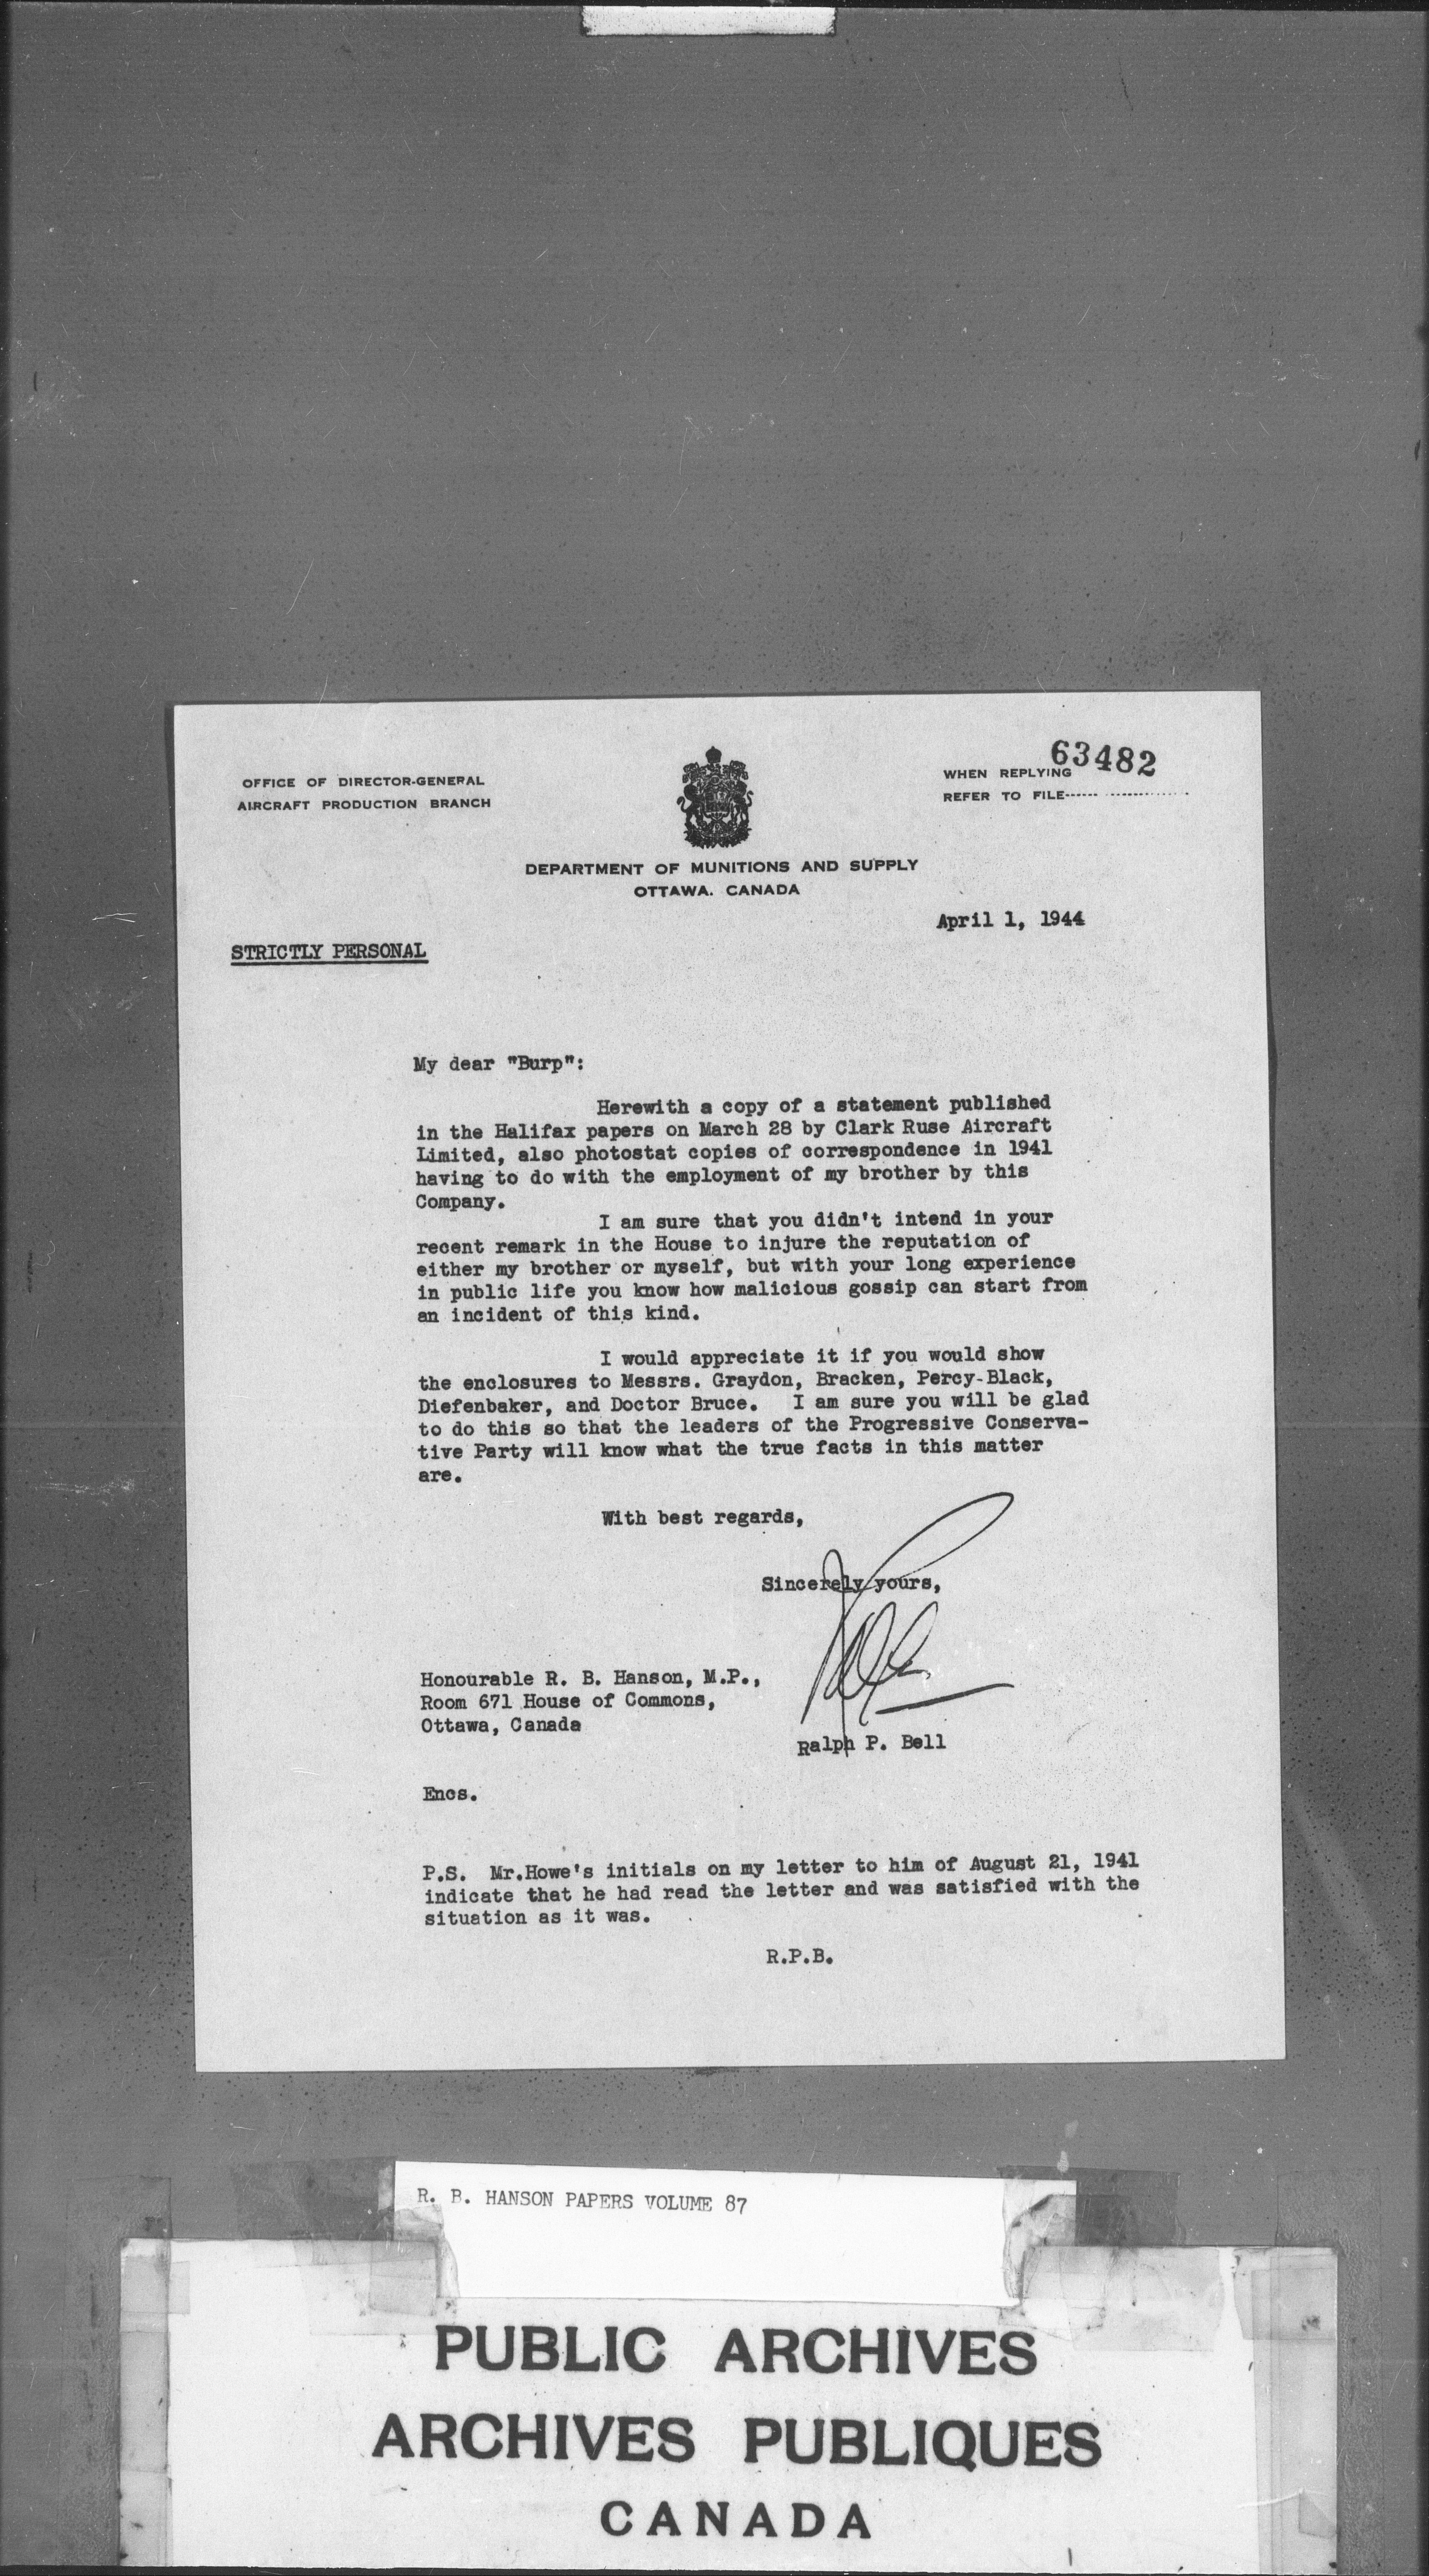 63482
OFFICE OF DIRECTOR-GENERAL
AIRCRAFT PRODUCTION BRANCH
WHEN REPLYING
REFER TO FILE
DEPARTMENT OF MUNITIONS AND SUPPLY
OTTAWA. CANADA
April 1, 1944
STRICTLY PERSONAL
My dear "Burp":
Herewith a copy of a statement published
in the Halifax papers on March 28 by Clark Ruse Aircraft
Limited, also photostat copies of correspondence in 1941
having to do with the employment of my brother by this
Company.
I am sure that you didn't intend in your
recent remark in the House to injure the reputation of
either my brother or myself, but with your long experience
in public life you know how malicious gossip can start from
an incident of this kind.
I would appreciate it if you would show
the enclosures to Messrs. Graydon, Bracken, Percy-Black,
Diefenbaker, and Doctor Bruce. I am sure you will be glad
to do this so that the leaders of the Progressive Conserva-
tive Party will know what the true facts in this matter
are.
With best regards,
Sincerely yours,
Honourable R. B. Hanson, M.P.,
Room 671 House of Commons,
Ottawa, Canada
Ralph P. Bell
Encs.
P.S. Mr.Howe's initials on my letter to him of August 21, 1941
indicate that he had read the letter and was satisfied with the
situation as it was.
R.P.B.
R. B. HANSON PAPERS VOLUME 87
PUBLIC ARCHIVES
ARCHIVES PUBLIQUES
CANADA